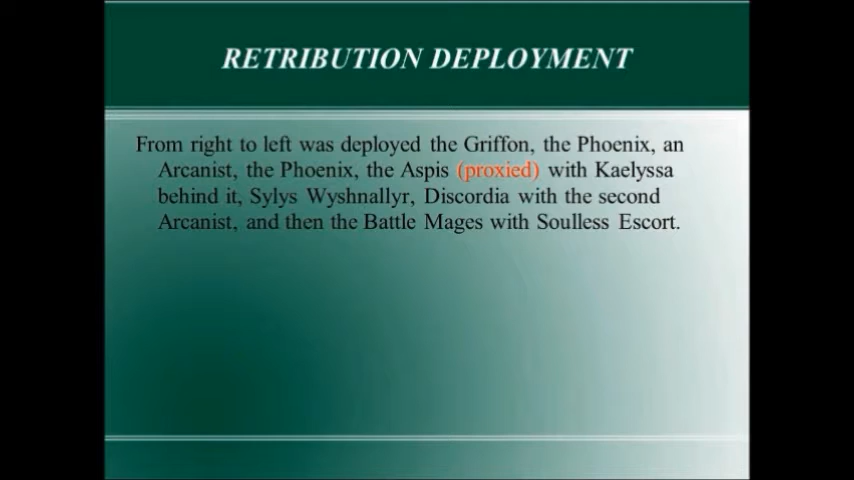 RETRIBUTION DEPLOYMENT
From right to left was deployed the Griffon, the Phoenix, an
Arcanist, the Phoenix, the Aspis (proxied) with Kaelyssa
behind it, Sylys Wyshnallyr, Discordia with the second
Arcanist, and then the Battle Mages with Soulless Escort.